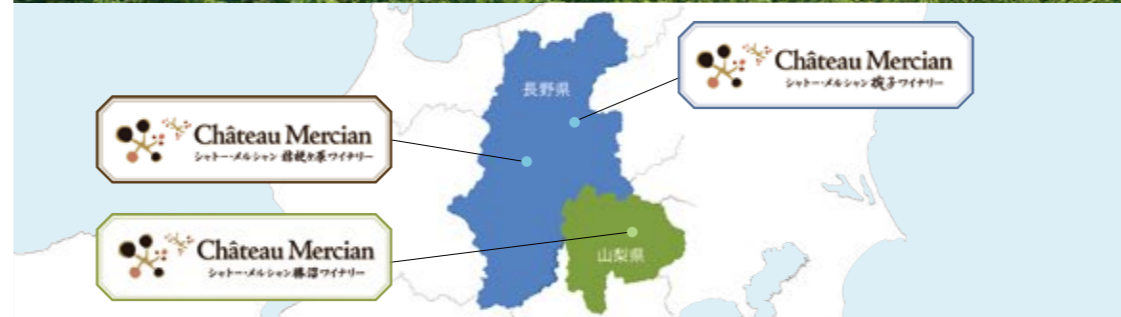 Château Mercian
シャトー・メルシャン 椀子ワイナリー
長野県
Château Mercian
シャトー・メルシャン 桔梗ヶ原ワイナリー
Château Mercian
シャトー・メルシャン 勝沼ワイナリー
山梨県